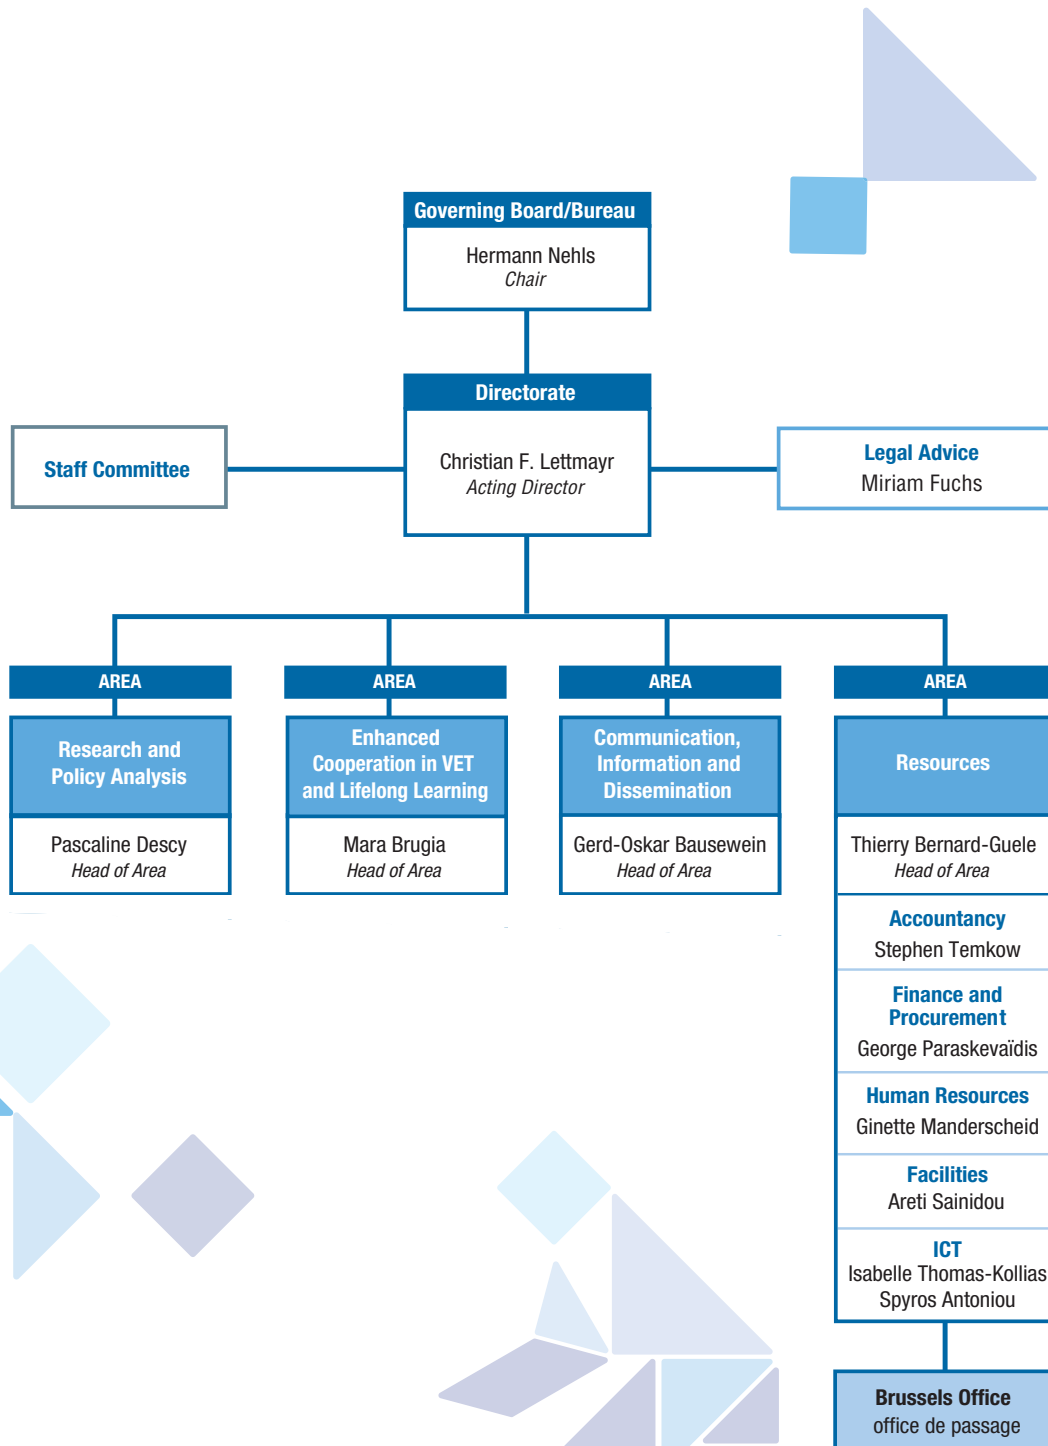 Governing Board/Bureau
Hermann Nehls
Chair
Directorate
Christian F. Lettmayr
Acting Director
Staff Committee
Legal Advice
Miriam Fuchs
AREA
Research and
Policy Analysis
Pascaline Descy
Head of Area
AREA
Enhanced
Cooperation in VET
and Lifelong Learning
Mara Brugia
Head of Area
AREA
Communication,
Information and
Dissemination
Gerd-Oskar Bausewein
Head of Area
AREA
Resources
Thierry Bernard-Guele
Head of Area
Accountancy
Stephen Temkow
Finance and
Procurement
George Paraskevaïdis
Human Resources
Ginette Manderscheid
Facilities
Areti Sainidou
ICT
Isabelle Thomas-Kollias
Spyros Antoniou
Brussels Office
office de passage